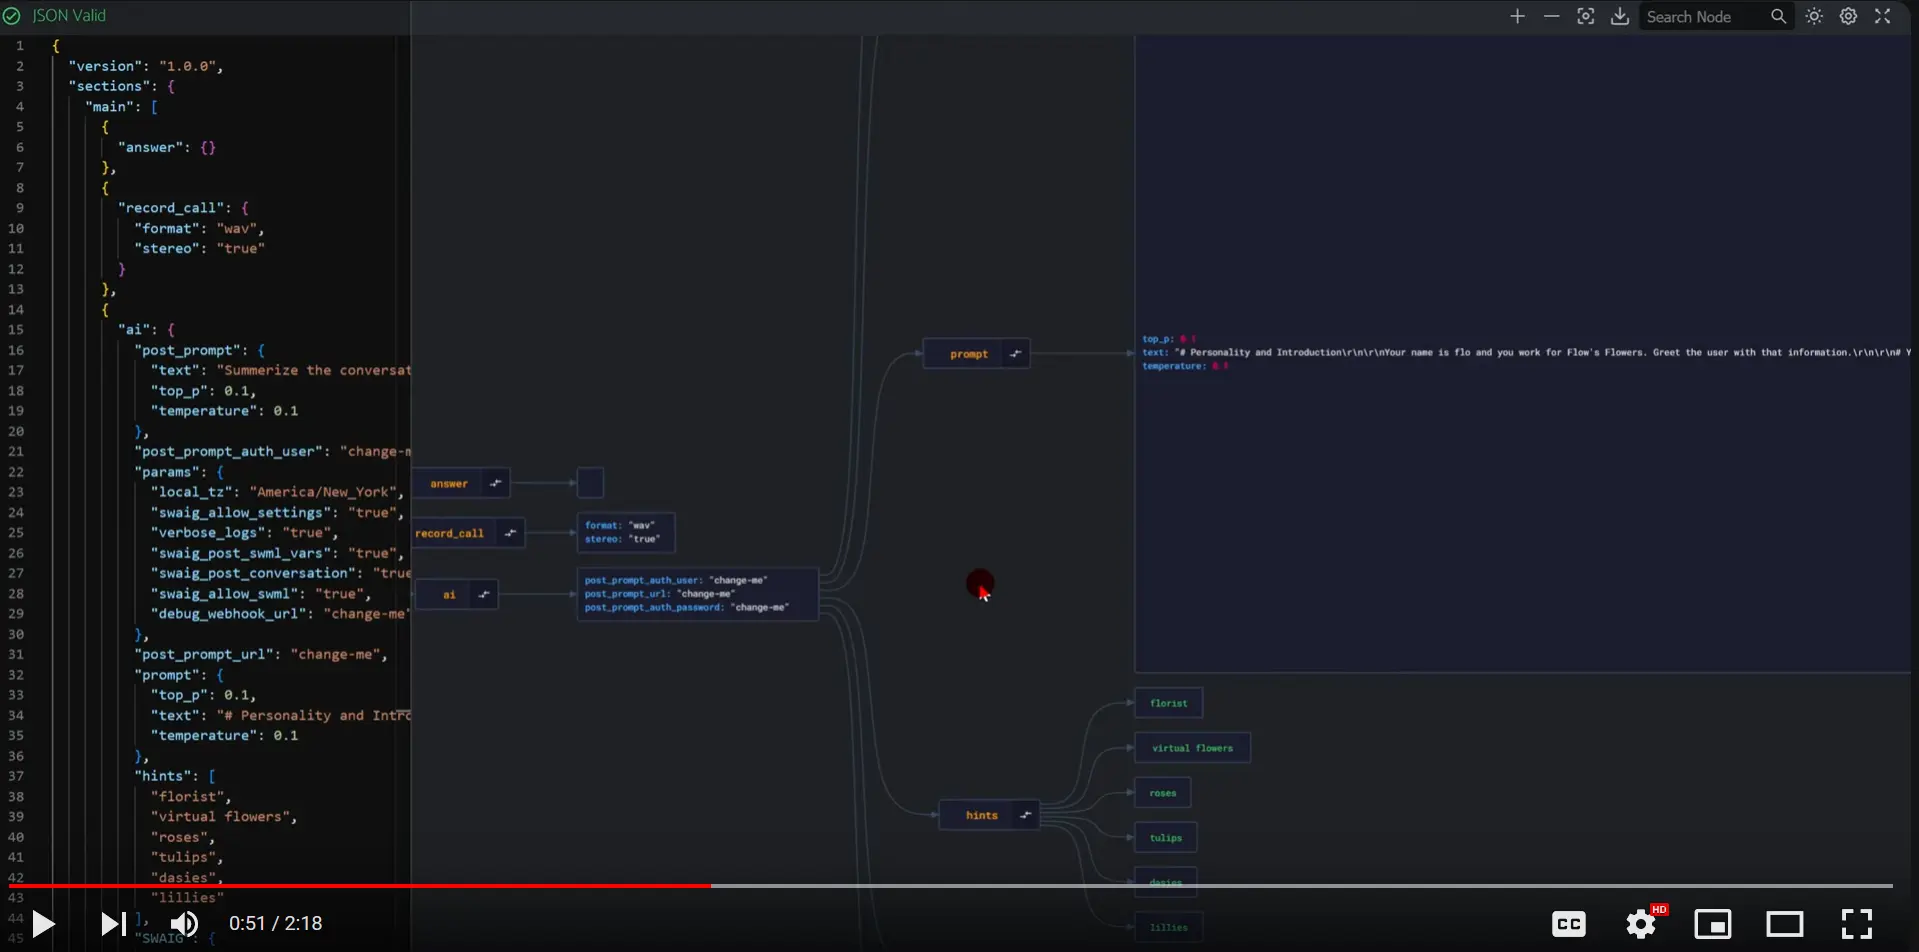 JSON Valid
Search Node
1 {
2 "version": "1.0.0",
3 "sections": {
4 "main": [
5 {
6 "answer": {}
7 },
8 {
9 "record_call": {
10 "format": "wav",
11 "stereo": "true"
12 }
13 },
14 {
15 "ai": {
16 "post_prompt": {
17 "text": "Summerize the conversat
18 "top_p": 0.1,
19 "temperature": 0.1
20 },
21 "post_prompt_auth_user": "change-m
22 "params": {
23 "local_tz": "America/New_York",
24 "swaig_allow_settings": "true",
25 "verbose_logs": "true",
26 "swaig_post_swml_vars": "true",
27 "swaig_post_conversation": "true
28 "swaig_allow_swml": "true",
29 "debug_webhook_url": "change-me"
30 },
31 "post_prompt_url": "change-me",
32 "prompt": {
33 "top_p": 0.1,
34 "text": "# Personality and Intro
35 "temperature": 0.1
36 },
37 "hints": [
38 "florist",
39 "virtual flowers",
40 "roses",
41 "tulips",
42 "dasies",
43 "lillies"
44 ],
45 "SWAIG": {
answer
record_call
format: "wav"
stereo: "true"
ai
post_prompt_auth_user: "change-me"
post_prompt_url: "change-me"
post_prompt_auth_password: "change-me"
prompt
top_p:
text: "# Personality and Introduction\r\n\r\nYour name is flo and you work for Flow's Flowers. Greet the user with that information.\r\n\r\n# Y
temperature:
hints
florist
virtual flowers
roses
tulips
dasies
lillies
0:51 / 2:18
CC
HD